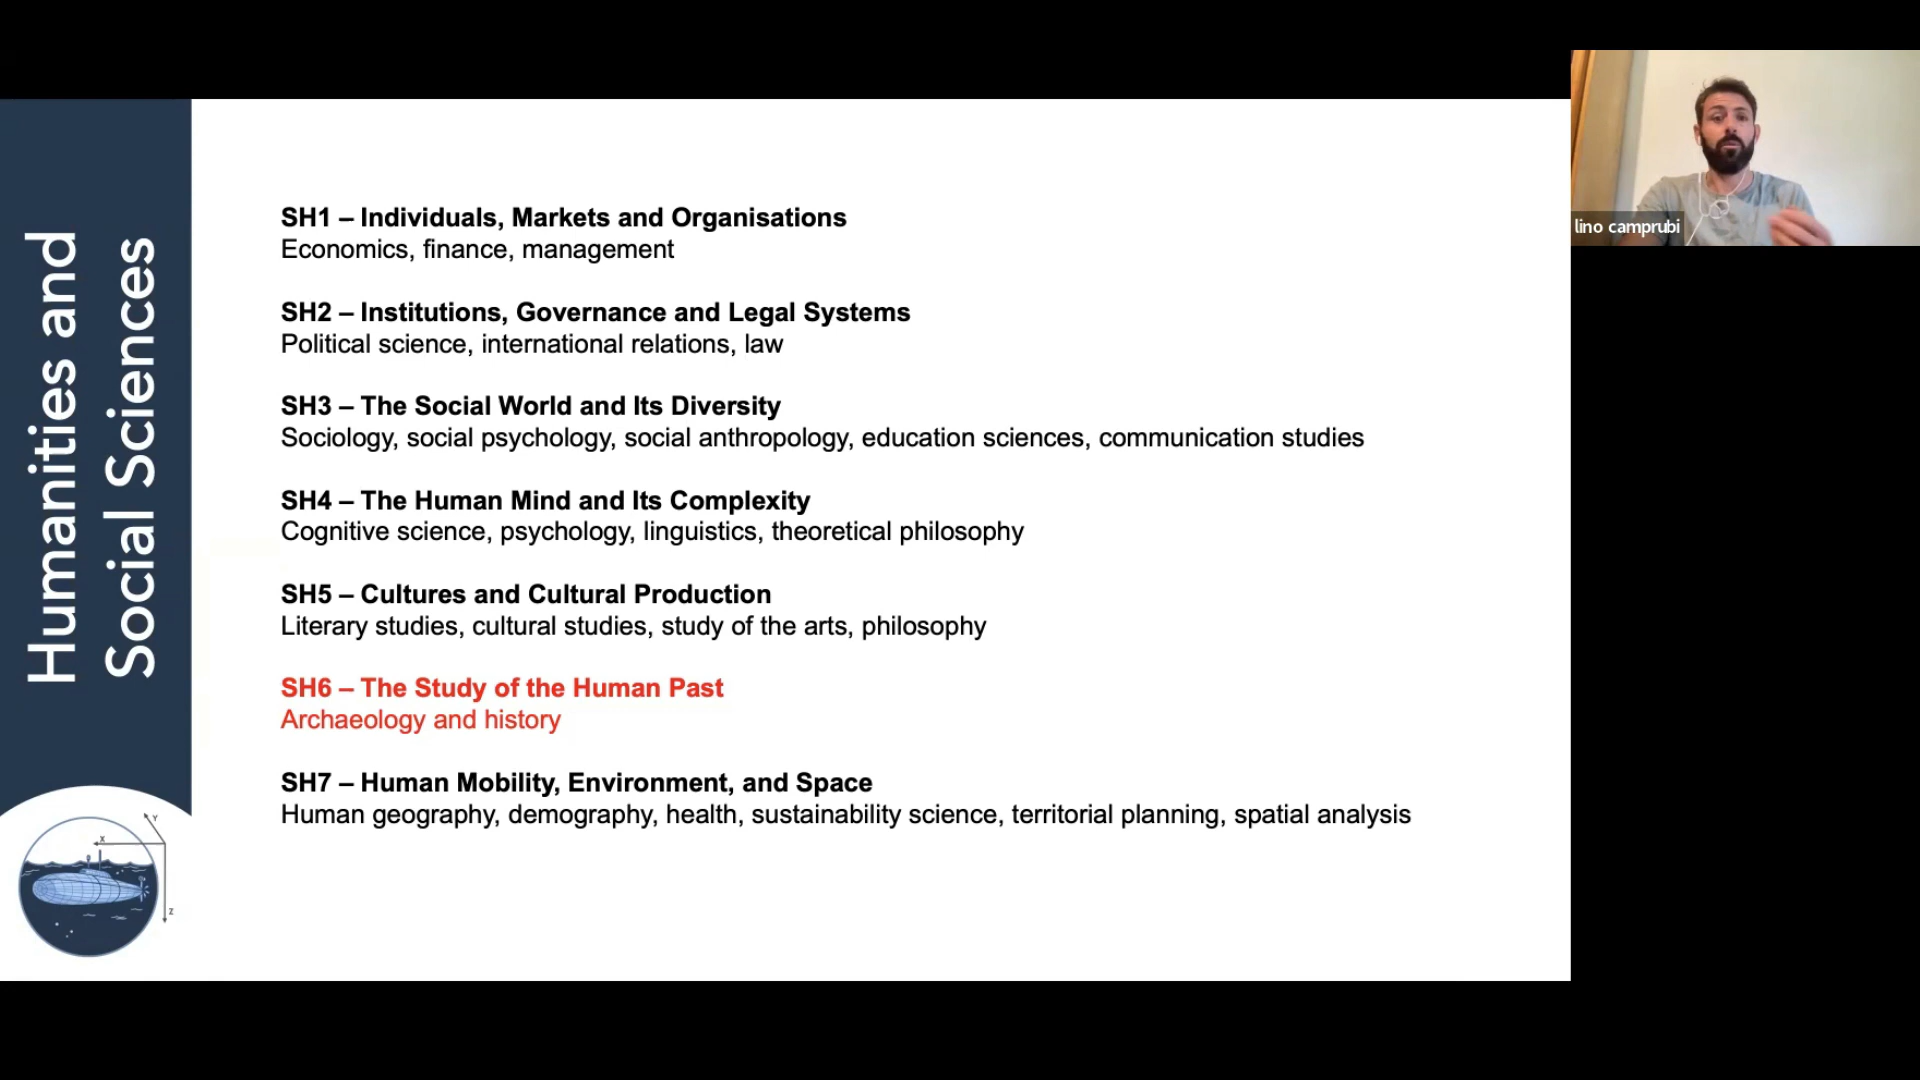 Humanities and
Social Sciences
SH1 – Individuals, Markets and Organisations
Economics, finance, management
SH2 – Institutions, Governance and Legal Systems
Political science, international relations, law
SH3 – The Social World and Its Diversity
Sociology, social psychology, social anthropology, education sciences, communication studies
SH4 – The Human Mind and Its Complexity
Cognitive science, psychology, linguistics, theoretical philosophy
SH5 – Cultures and Cultural Production
Literary studies, cultural studies, study of the arts, philosophy
SH6 – The Study of the Human Past
Archaeology and history
SH7 – Human Mobility, Environment, and Space
Human geography, demography, health, sustainability science, territorial planning, spatial analysis
Y
X
Z
lino camprubi